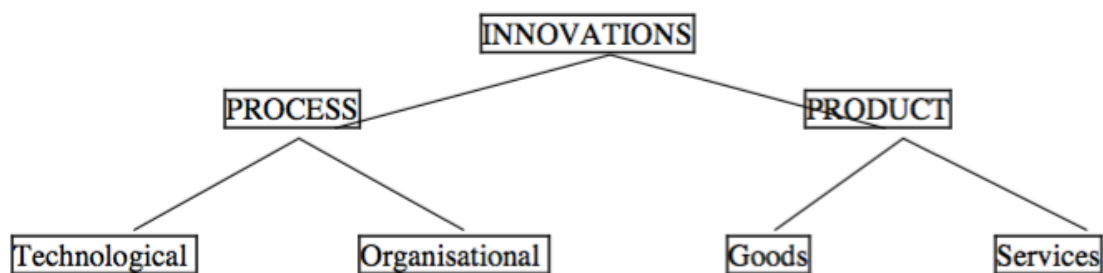 INNOVATIONS
PROCESS PRODUCT
Technological Organisational Goods Services